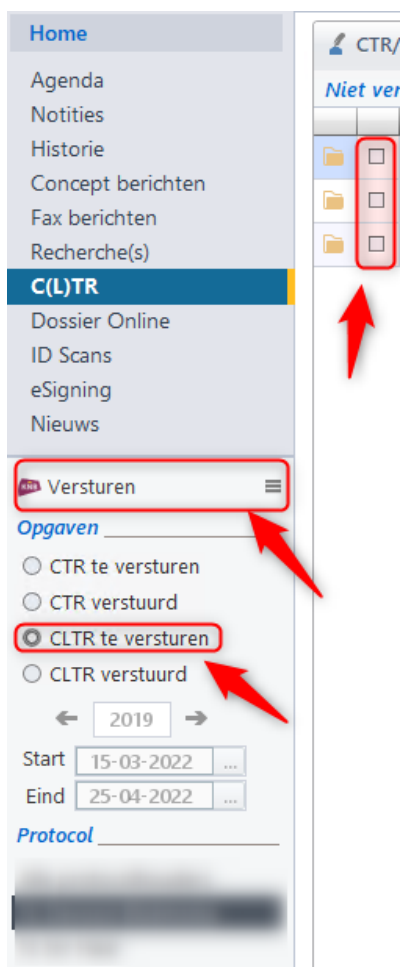 Home
Agenda
Notities
Historie
Concept berichten
Fax berichten
Recherche(s)
C(L)TR
Dossier Online
ID Scans
eSigning
Nieuws
KNB Versturen
Opgaven
CTR te versturen
CTR verstuurd
CLTR te versturen
CLTR verstuurd
2019
Start 15-03-2022 ...
Eind 25-04-2022 ...
Protocol
CTR/
Niet ver